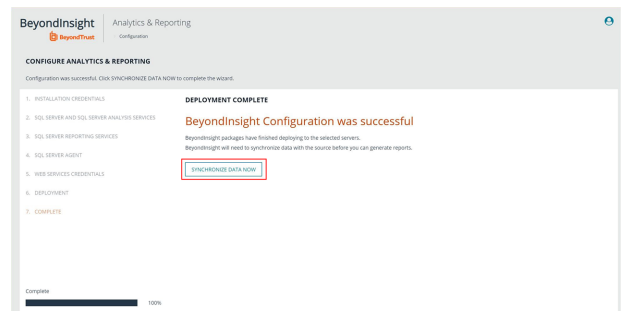 BeyondInsight
BeyondTrust
Analytics & Reporting
Configuration
CONFIGURE ANALYTICS & REPORTING
Configuration was successful. Click SYNCHRONIZE DATA NOW to complete the wizard.
1. INSTALLATION CREDENTIALS
2. SQL SERVER AND SQL SERVER ANALYSIS SERVICES
3. SQL SERVER REPORTING SERVICES
4. SQL SERVER AGENT
5. WEB SERVICES CREDENTIALS
6. DEPLOYMENT
7. COMPLETE
DEPLOYMENT COMPLETE
BeyondInsight Configuration was successful
BeyondInsight packages have finished deploying to the selected servers.
BeyondInsight will need to synchronize data with the source before you can generate reports.
SYNCHRONIZE DATA NOW
Complete
100%